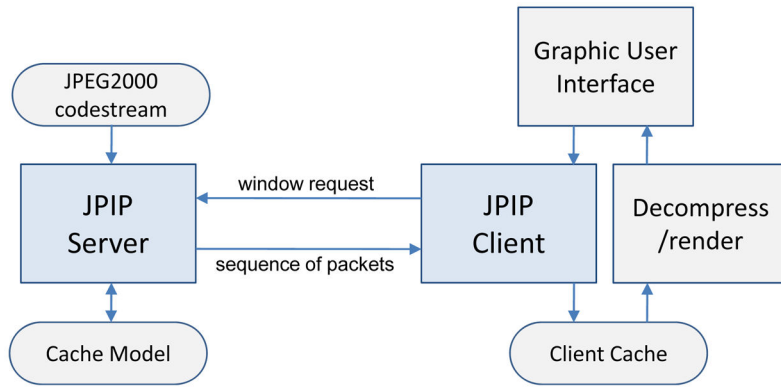 Graphic User
Interface
JPEG2000
codestream
window request
JPIP
Server
JPIP
Client
Decompress
/render
sequence of packets
Cache Model
Client Cache